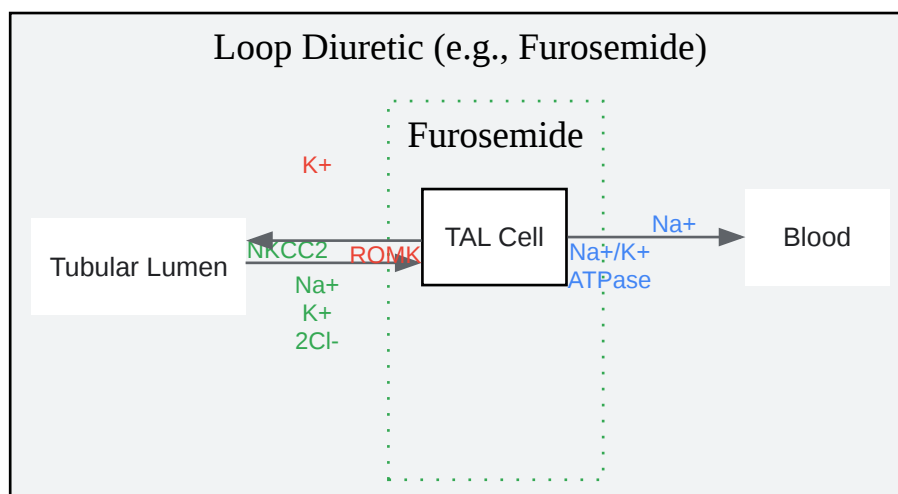 Loop Diuretic (e.g., Furosemide)
Furosemide
K+
Tubular Lumen
NKCC2
ROMK
Na+
K+
2Cl-
TAL Cell
Na+
Na+/K+
ATPase
Blood